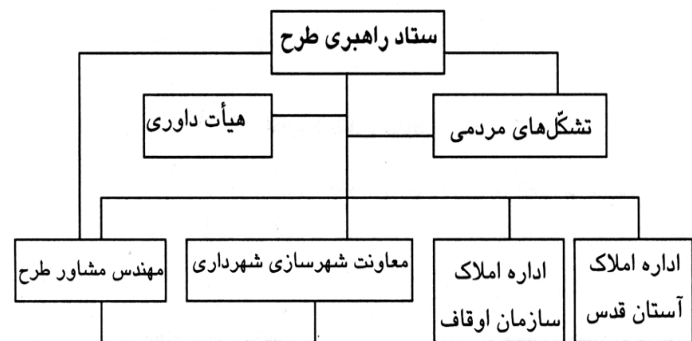 ستاد راهبری طرح
تشکّل‌های مردمی
هیأت داوری
اداره املاک
آستان قدس
اداره املاک
سازمان اوقاف
معاونت شهرسازی شهرداری
مهندس مشاور طرح